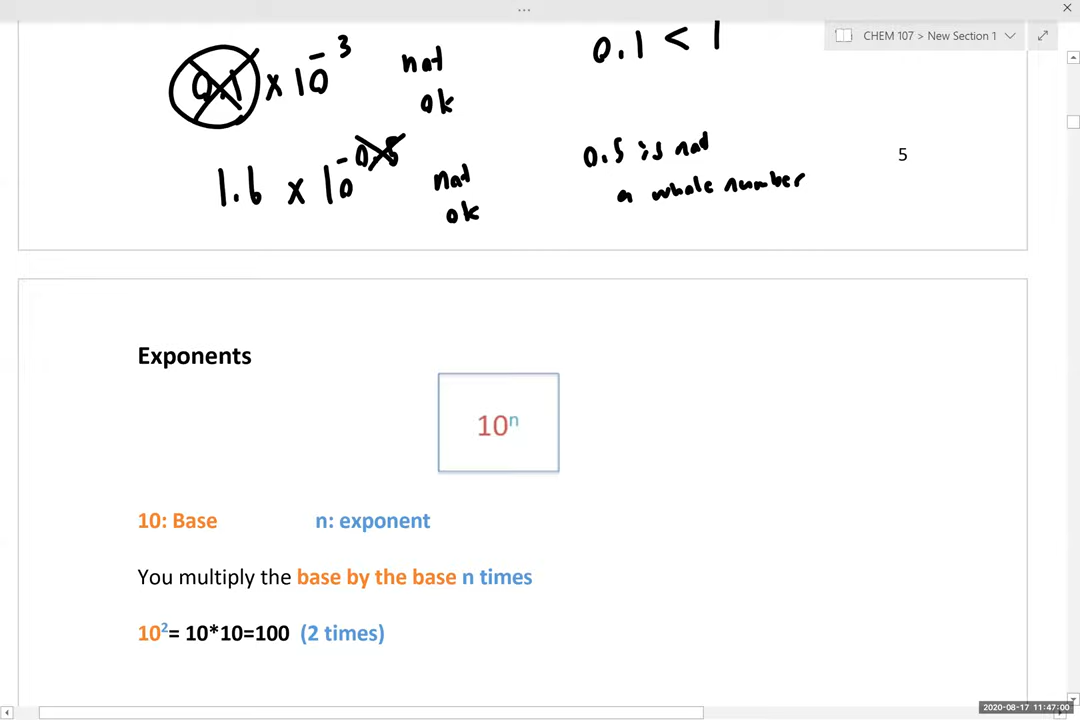 ...
CHEM 107 > New Section 1
0.1 × 10⁻³ not ok
0.1 < 1
1.6 × 10⁻⁰·⁵ not ok
0.5 is not
a whole number
5
Exponents
10ⁿ
10: Base n: exponent
You multiply the base by the base n times
10²= 10*10=100 (2 times)
2020-08-17 11:47:00